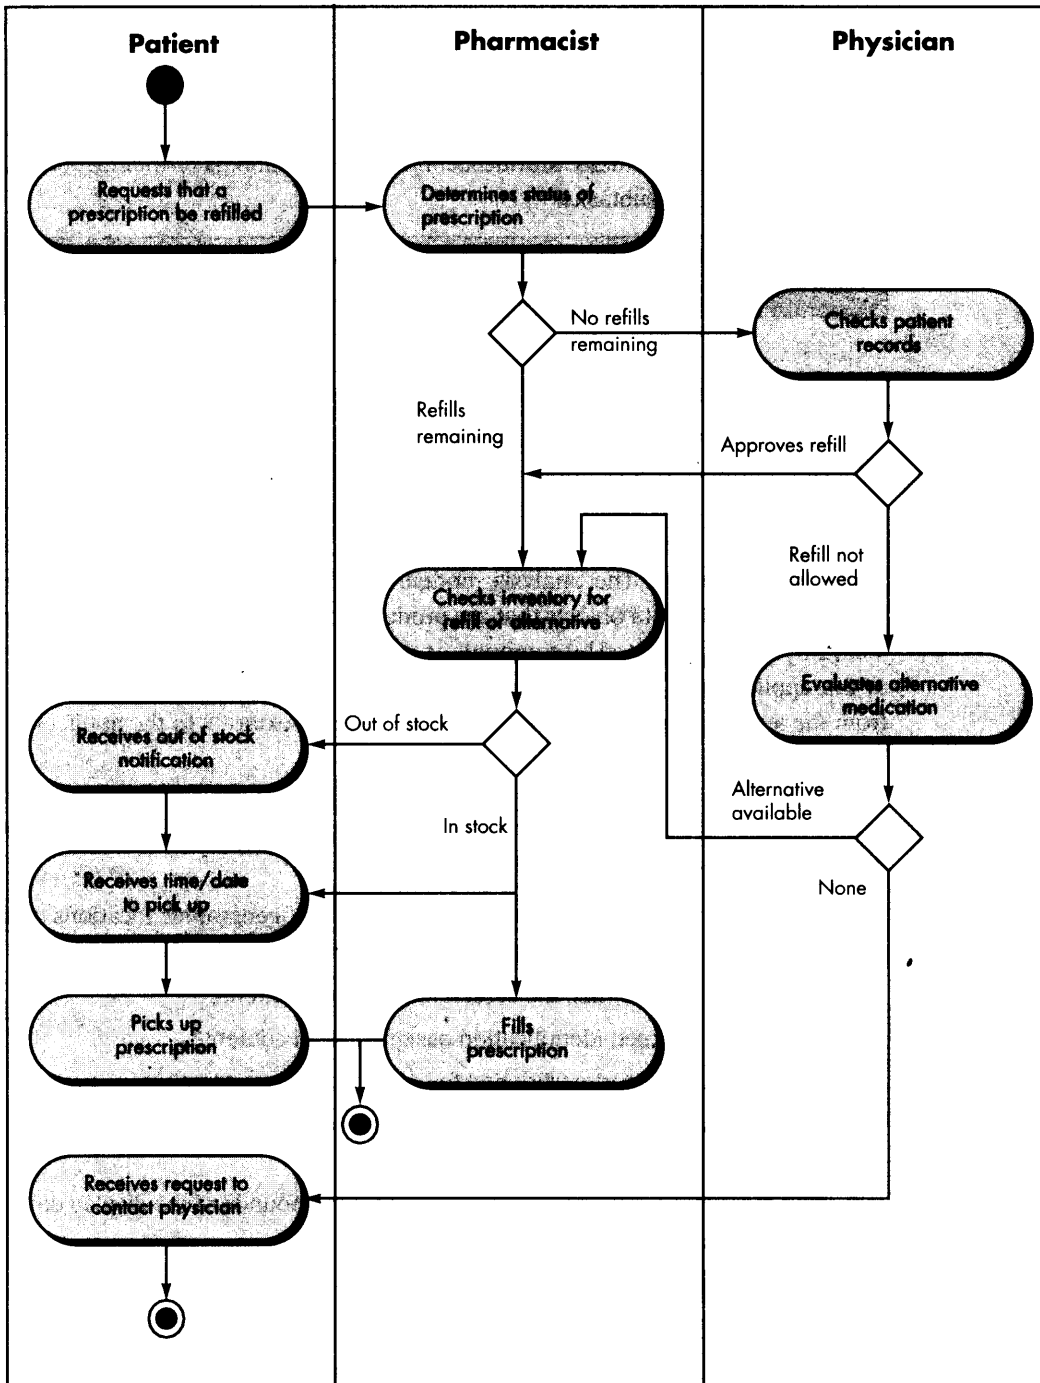 Patient
Pharmacist
Physician
Requests that a
prescription be refilled
Determines status of
prescription
No refills
remaining
Checks patient
records
Refills
remaining
Approves refill
Refill not
allowed
Checks inventory for
refill or alternative
Evaluates alternative
medication
Out of stock
Receives out of stock
notification
In stock
Alternative
available
Receives time/date
to pick up
None
Picks up
prescription
Fills
prescription
Receives request to
contact physician